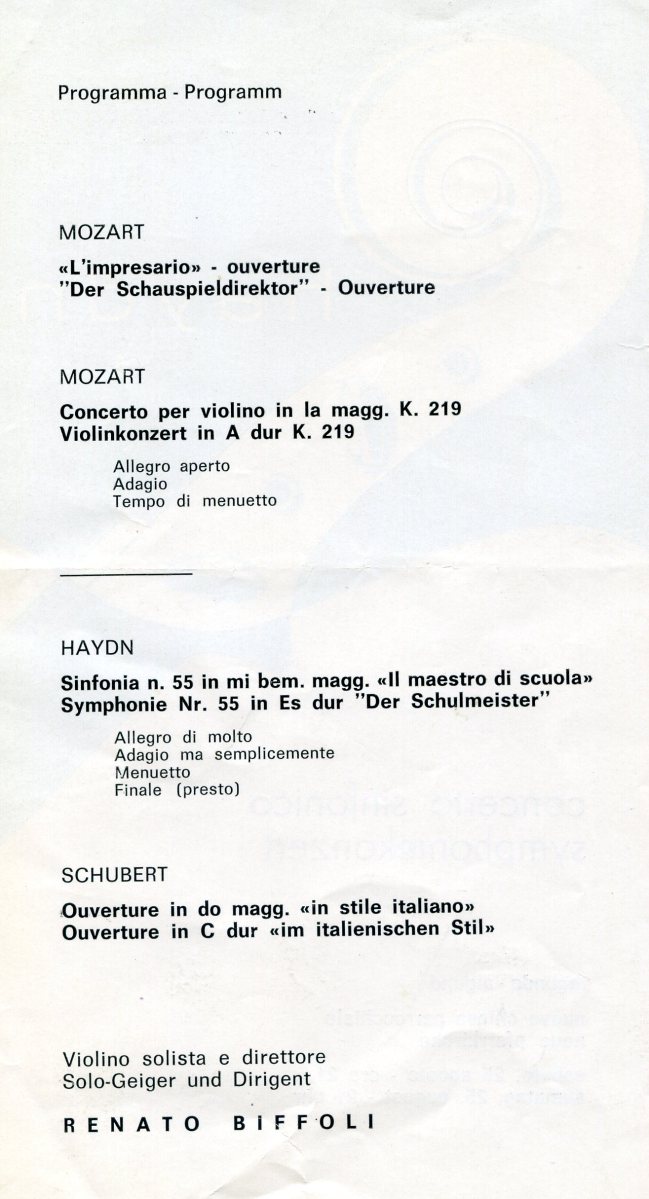 Programma - Programm
MOZART
«L'impresario» - ouverture
"Der Schauspieldirektor" - Ouverture
MOZART
Concerto per violino in la magg. K. 219
Violinkonzert in A dur K. 219
Allegro aperto
Adagio
Tempo di menuetto
HAYDN
Sinfonia n. 55 in mi bem. magg. «Il maestro di scuola»
Symphonie Nr. 55 in Es dur "Der Schulmeister"
Allegro di molto
Adagio ma semplicemente
Menuetto
Finale (presto)
concerto sinfonico
symphoniekonzert
SCHUBERT
Ouverture in do magg. «in stile italiano»
Ouverture in C dur «im italienischen Stil»
Violino solista e direttore
Solo-Geiger und Dirigent
RENATO BiFFOLI